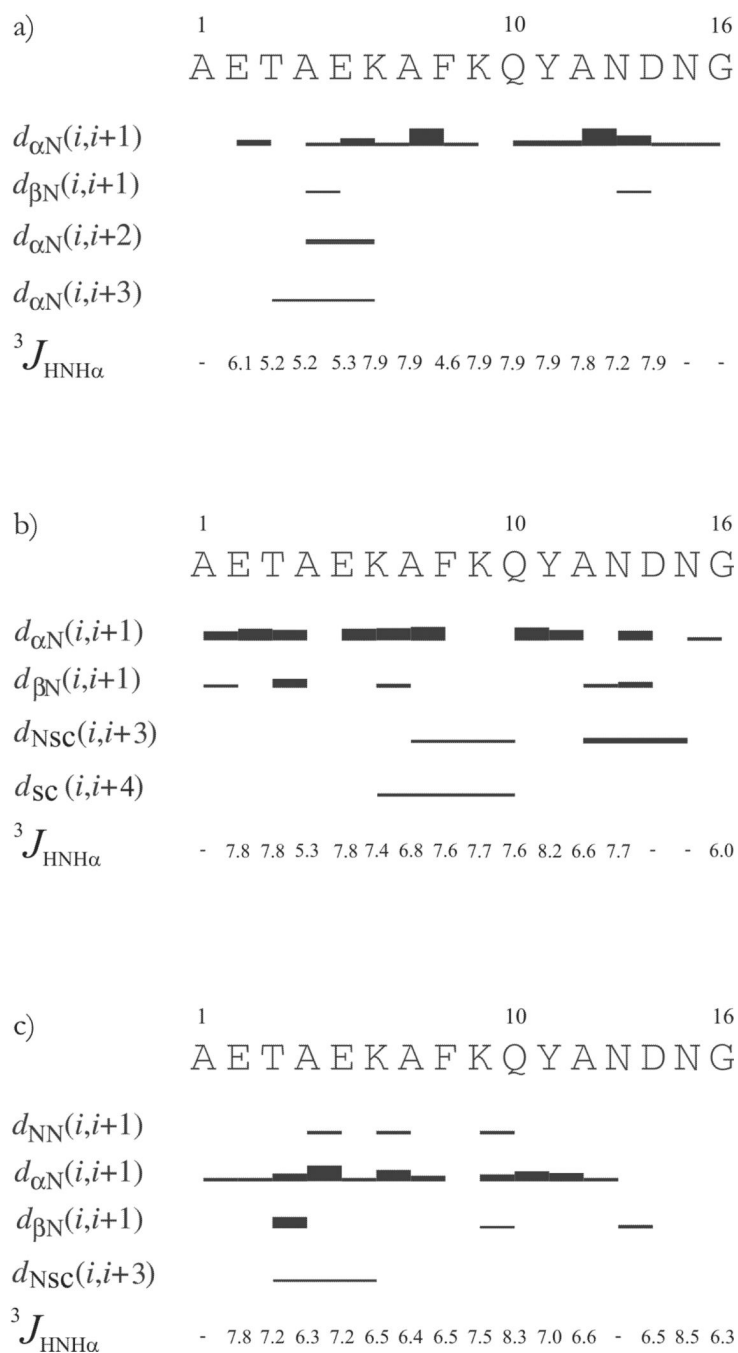 a)
1 10 16
A E T A E K A F K Q Y A N D N G
dαN(i,i+1)
dβN(i,i+1)
dαN(i,i+2)
dαN(i,i+3)
³JHNHα - 6.1 5.2 5.2 5.3 7.9 7.9 4.6 7.9 7.9 7.9 7.8 7.2 7.9 - -
b)
1 10 16
A E T A E K A F K Q Y A N D N G
dαN(i,i+1)
dβN(i,i+1)
dNsc(i,i+3)
dsc (i,i+4)
³JHNHα - 7.8 7.8 5.3 7.8 7.4 6.8 7.6 7.7 7.6 8.2 6.6 7.7 - - 6.0
c)
1 10 16
A E T A E K A F K Q Y A N D N G
dNN(i,i+1)
dαN(i,i+1)
dβN(i,i+1)
dNsc(i,i+3)
³JHNHα - 7.8 7.2 6.3 7.2 6.5 6.4 6.5 7.5 8.3 7.0 6.6 - 6.5 8.5 6.3